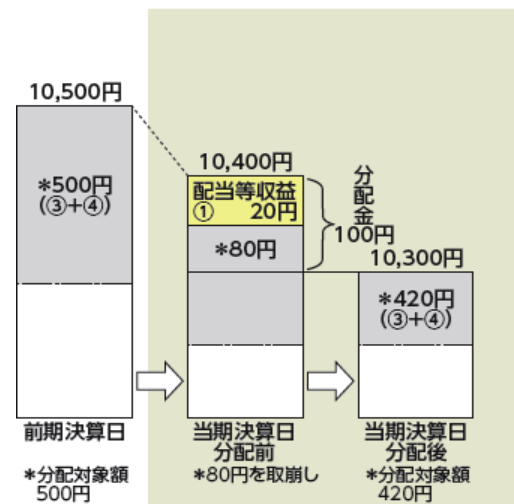 10,500円
*500円
(③+④)
前期決算日
*分配対象額
500円
10,400円
配当等収益
① 20円
*80円
分配金
100円
当期決算日
分配前
*80円を取崩し
10,300円
*420円
(③+④)
当期決算日
分配後
*分配対象額
420円